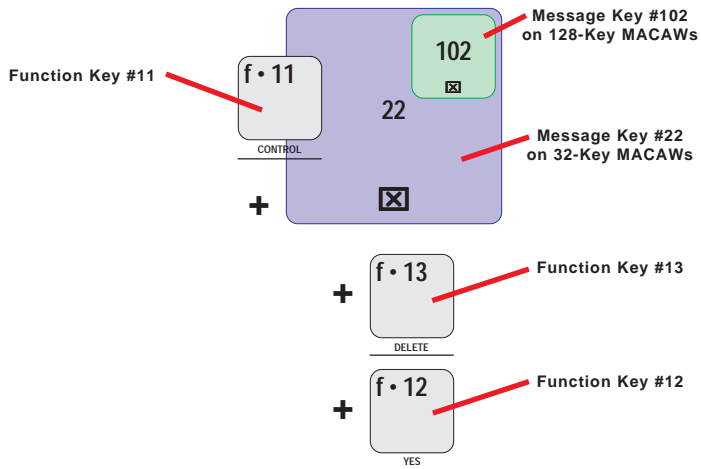 Message Key #102
on 128-Key MACAWs
102
Function Key #11
f • 11
22
CONTROL
Message Key #22
on 32-Key MACAWs
+
+
f • 13
Function Key #13
DELETE
+
f • 12
Function Key #12
YES